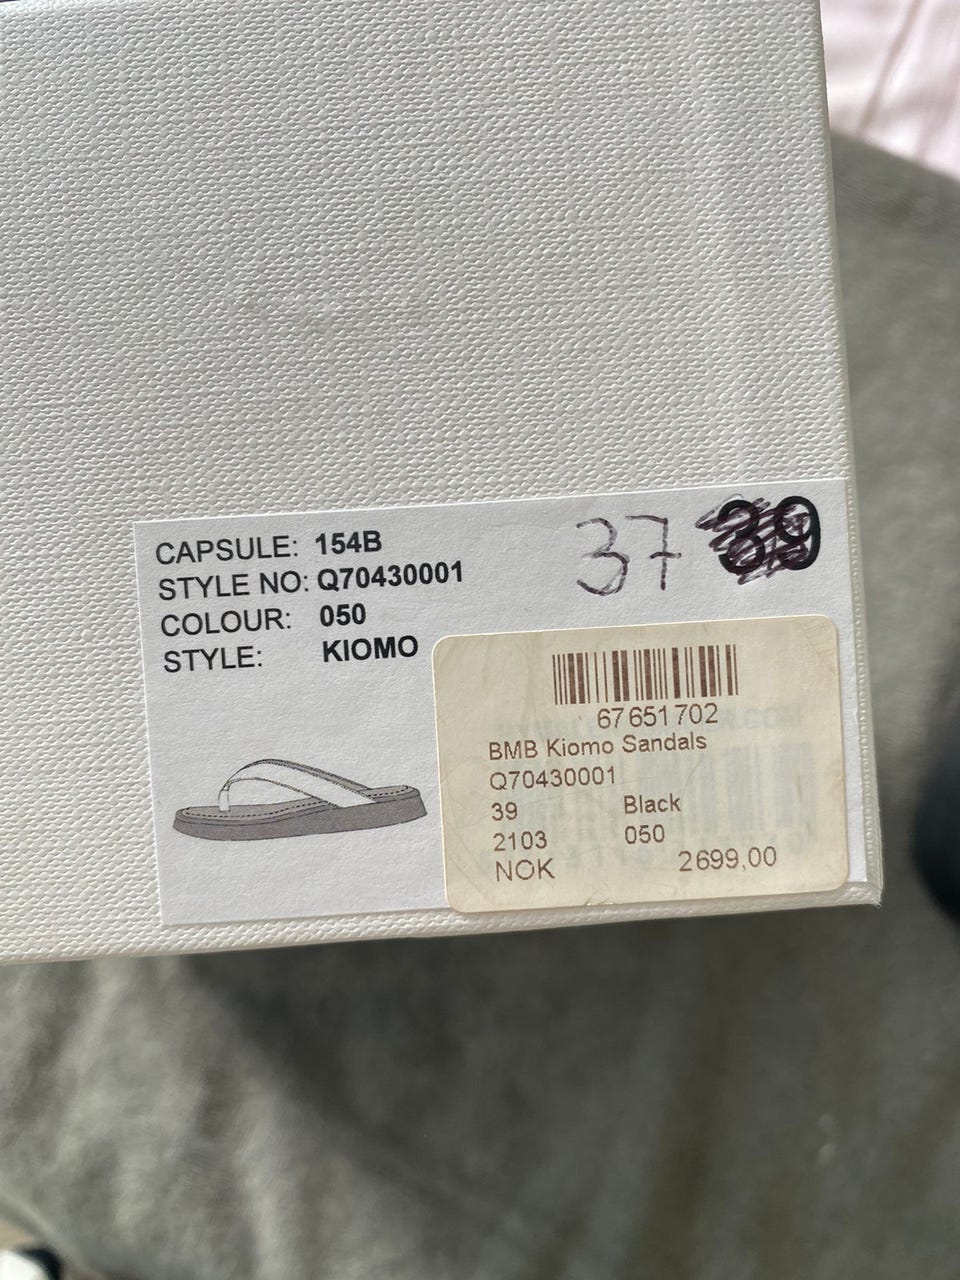 CAPSULE: 154B
STYLE NO: Q70430001
COLOUR: 050
STYLE: KIOMO
37 39
67651702
BMB Kiomo Sandals
Q70430001
39 Black
2103 050
NOK 2699,00